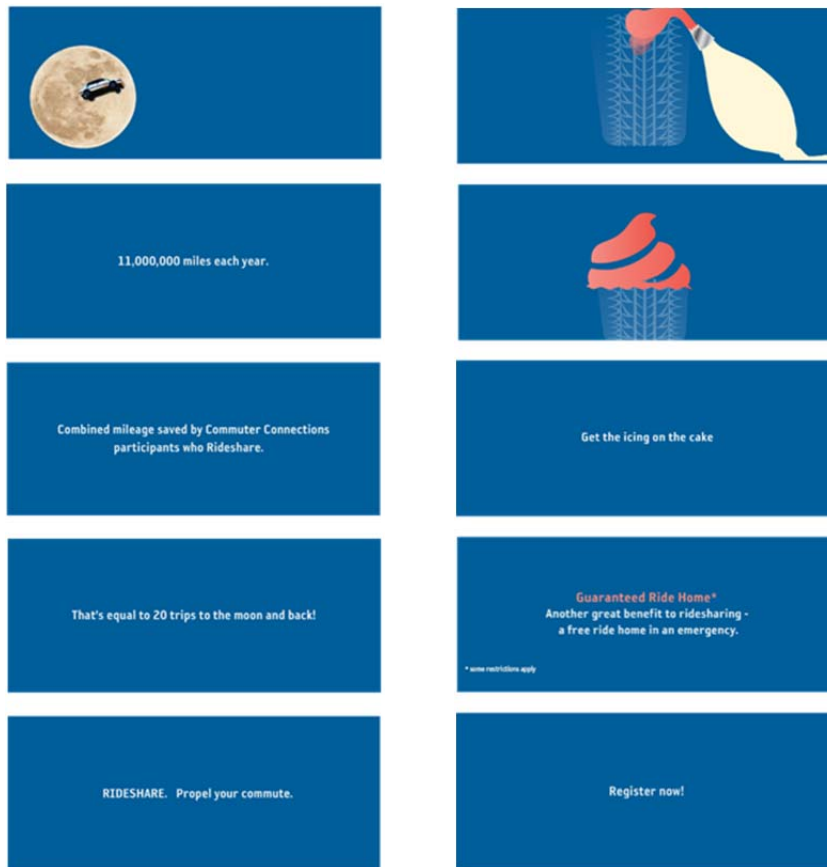 11,000,000 miles each year.
Combined mileage saved by Commuter Connections
participants who Rideshare.
That's equal to 20 trips to the moon and back!
RIDESHARE. Propel your commute.
Get the icing on the cake
Guaranteed Ride Home*
Another great benefit to ridesharing -
a free ride home in an emergency.
* some restrictions apply
Register now!